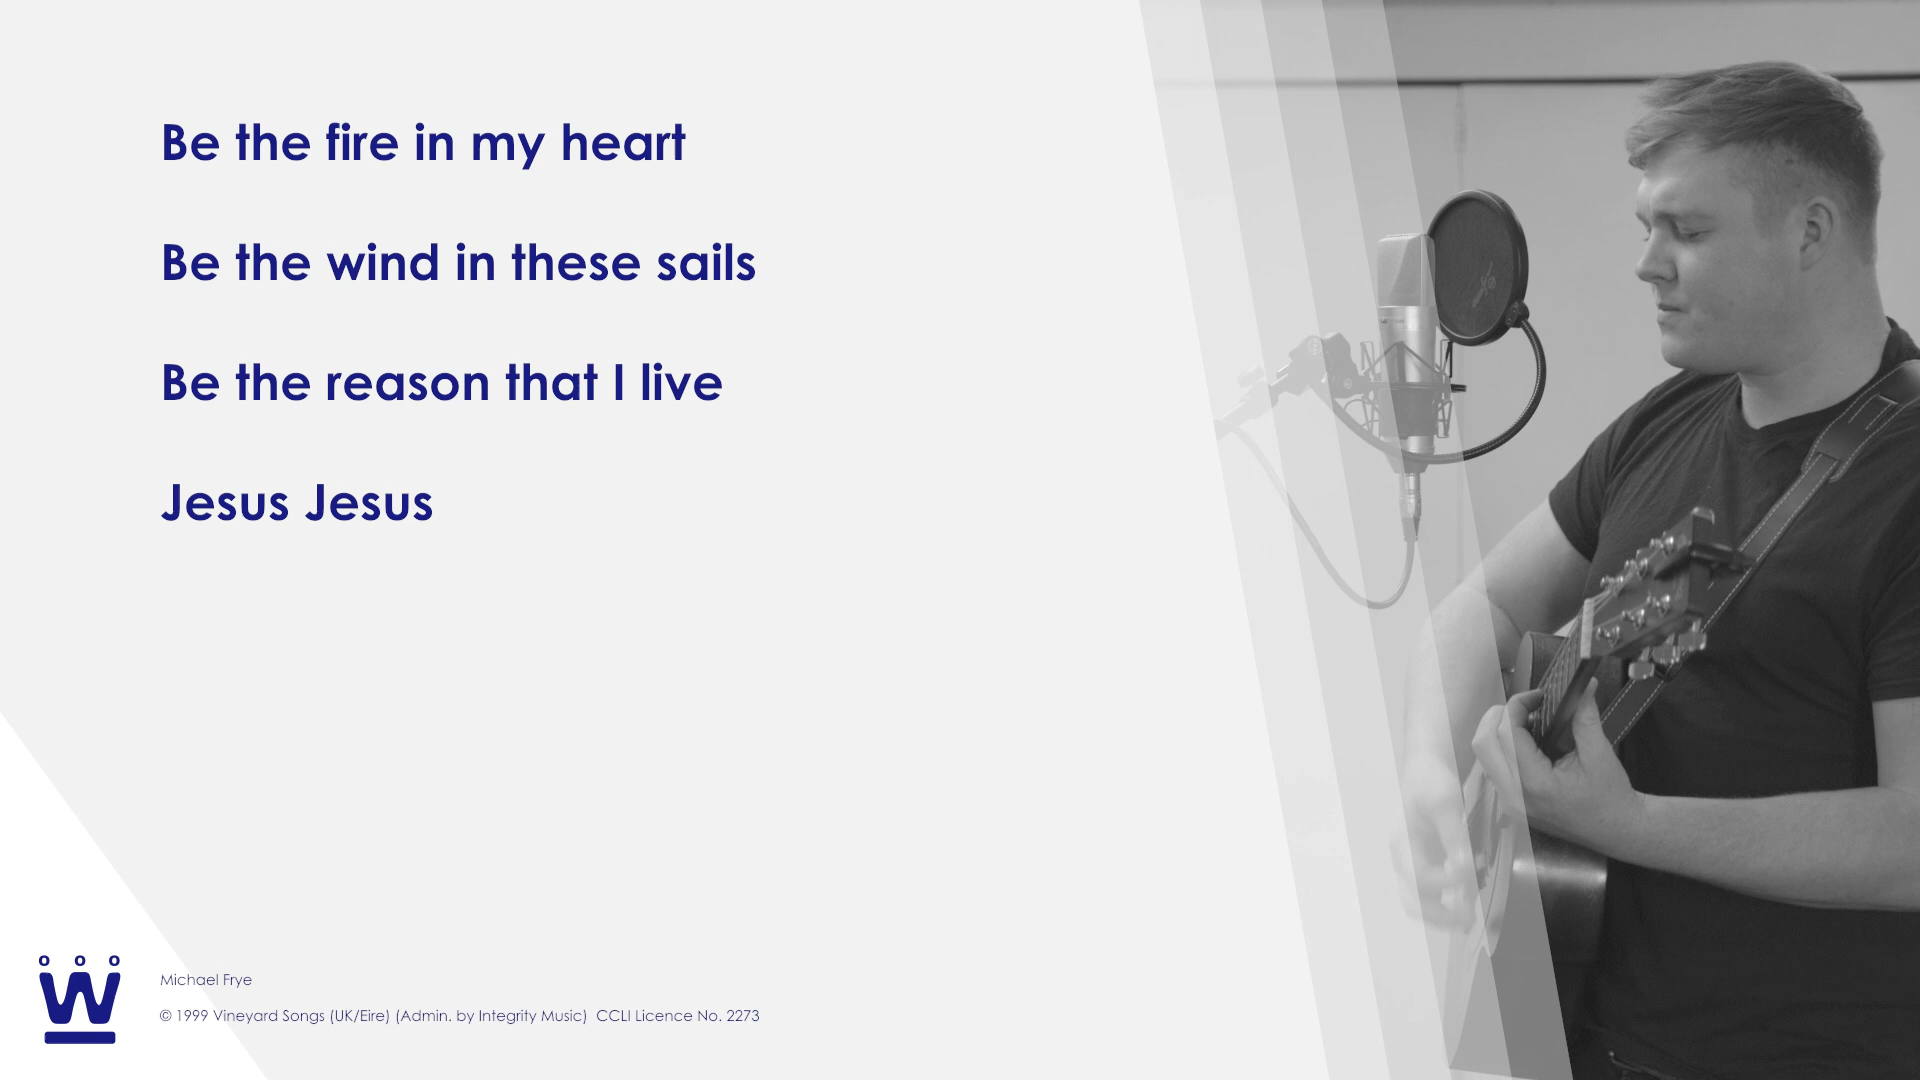 Be the fire in my heart
Be the wind in these sails
Be the reason that I live
Jesus Jesus
W
Michael Frye
© 1999 Vineyard Songs (UK/Eire) (Admin. by Integrity Music)  CCLI Licence No. 2273